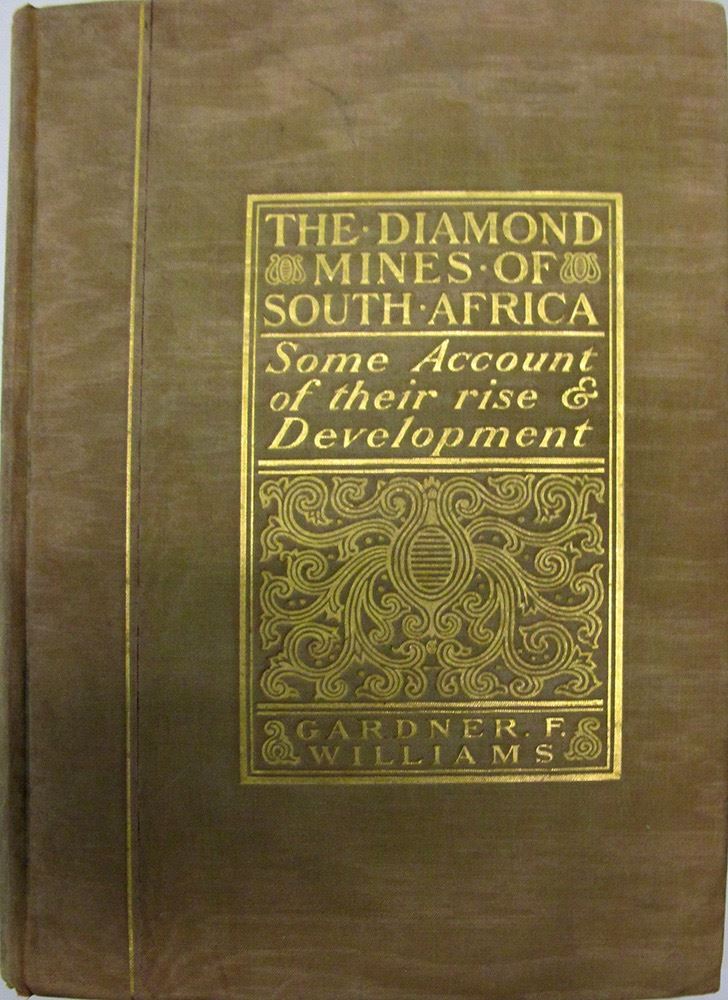 THE·DIAMOND
MINES·OF
SOUTH·AFRICA
Some Account
of their rise &
Development
GARDNER. F.
WILLIAMS